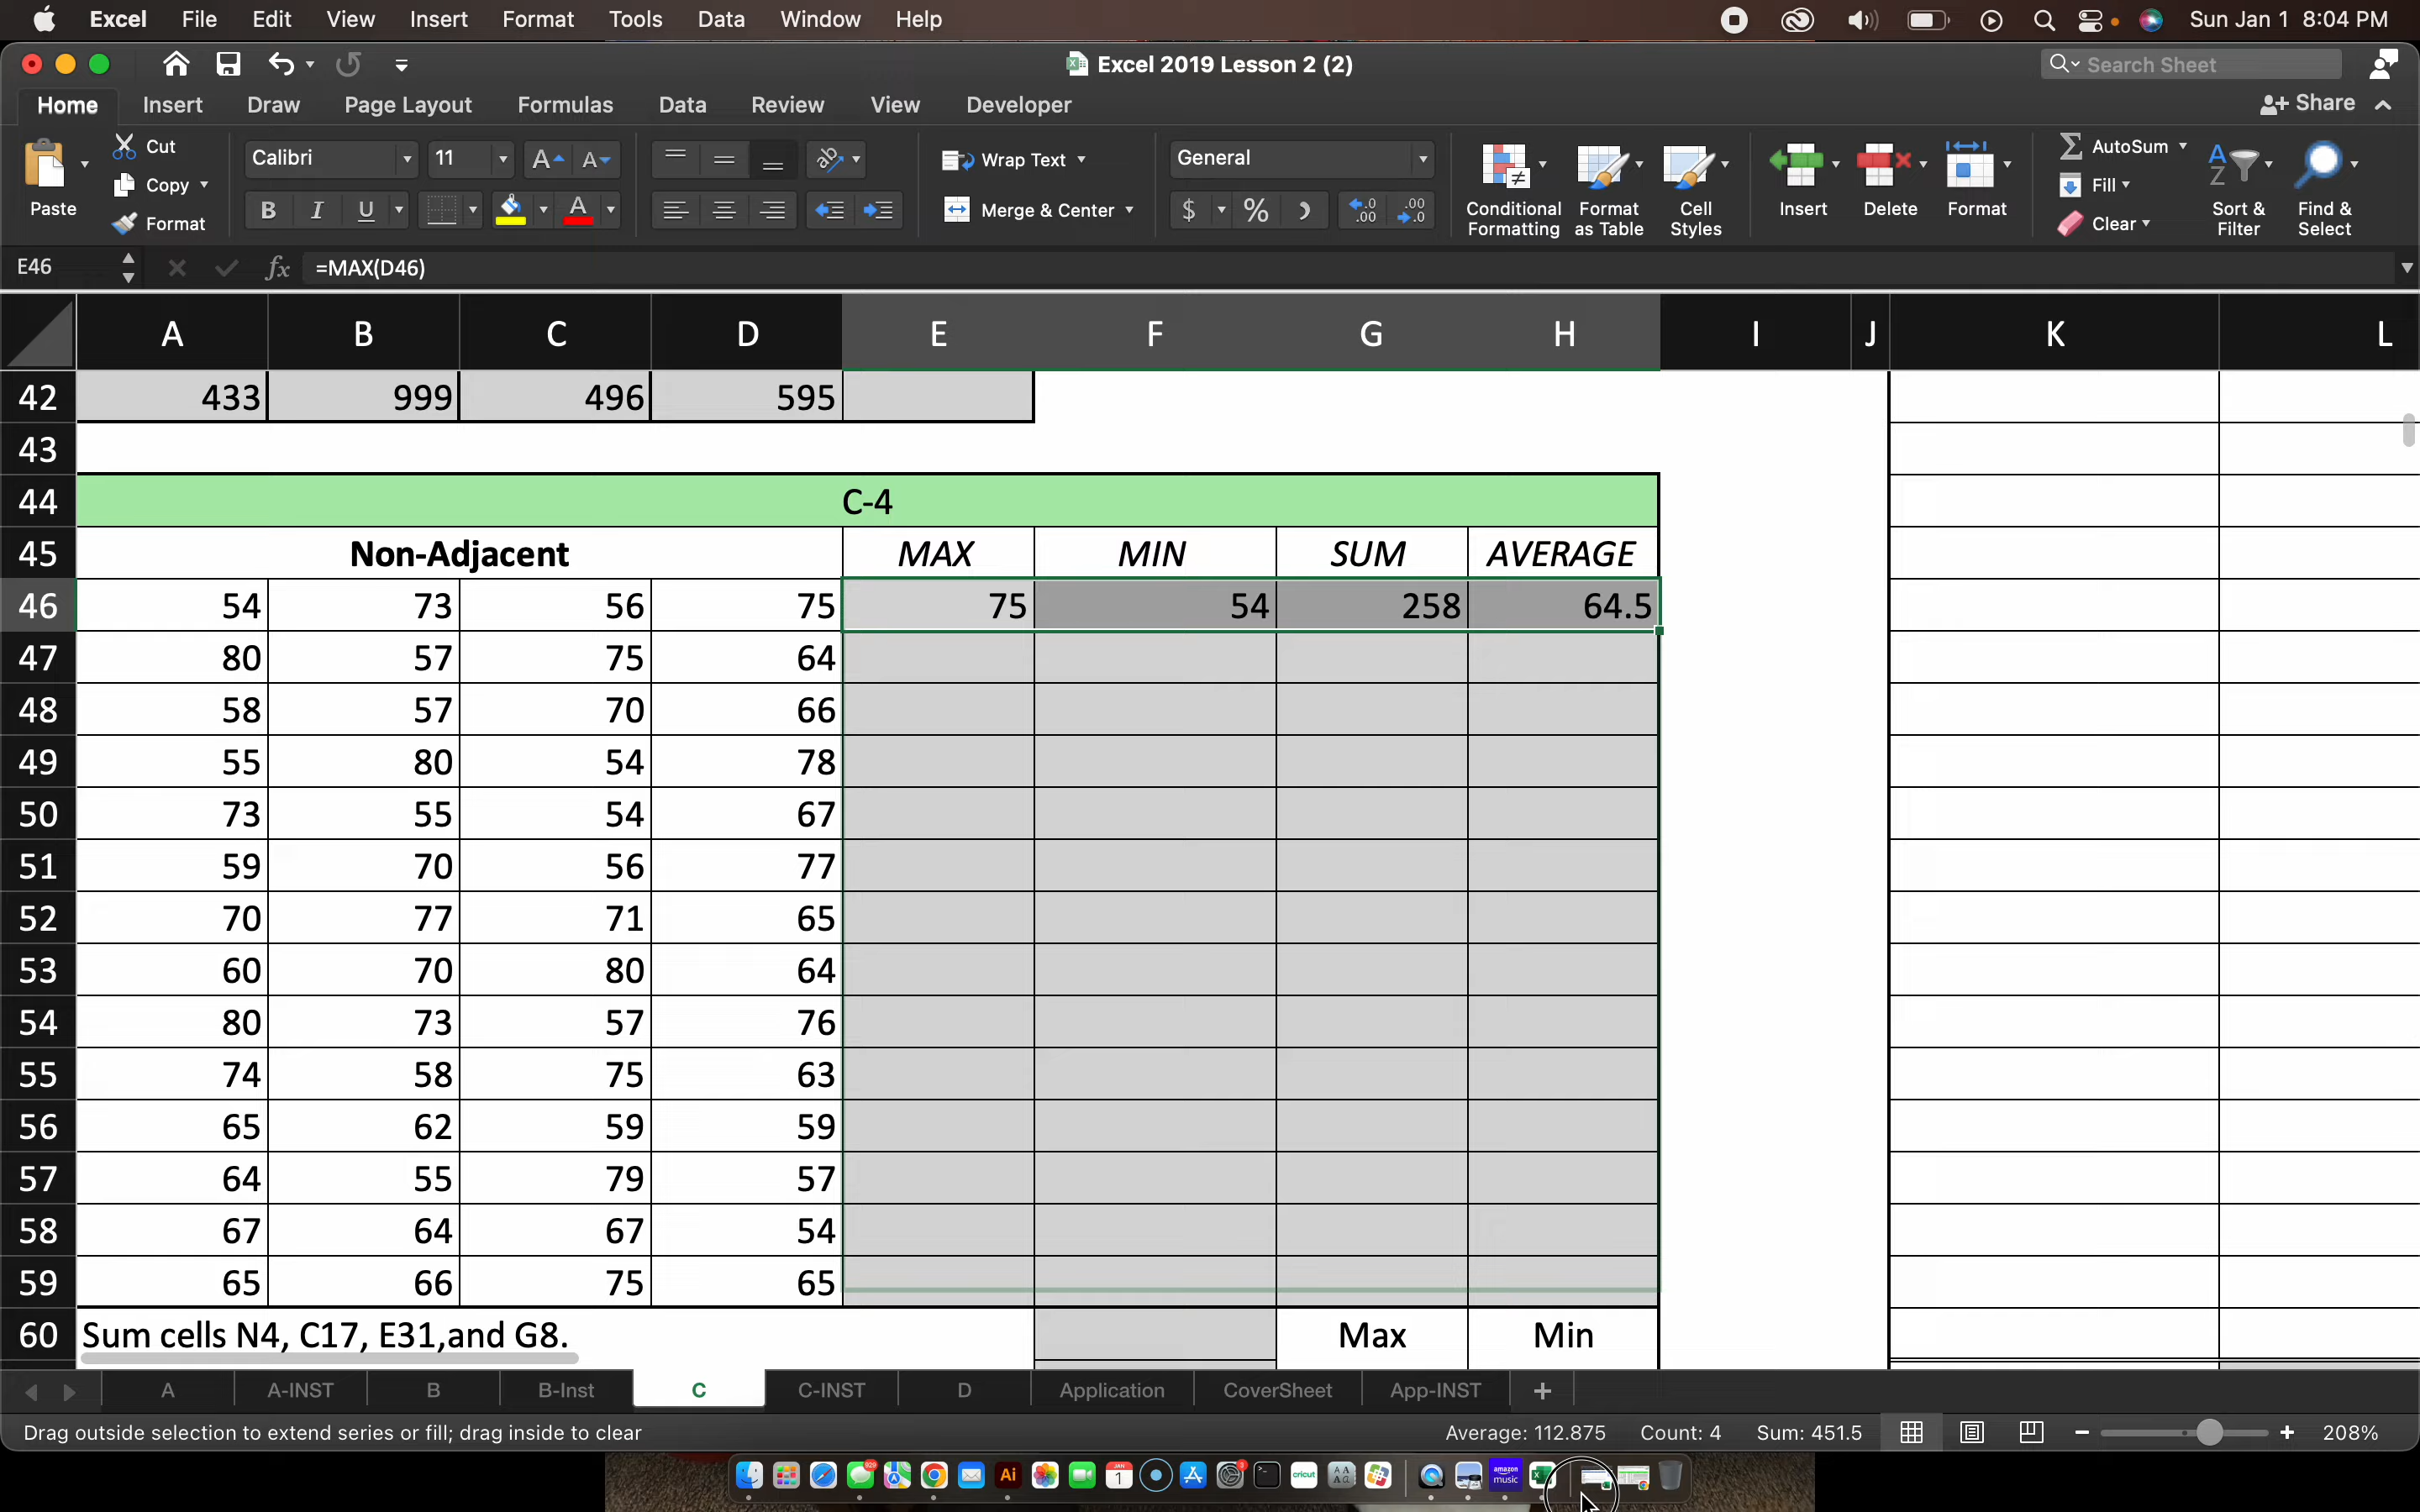 Excel File Edit View Insert Format Tools Data Window Help Sun Jan 1 8:04 PM
Excel 2019 Lesson 2 (2) Search Sheet
Home Insert Draw Page Layout Formulas Data Review View Developer Share
Paste Cut Copy Format
Calibri 11
B I U A
Wrap Text
Merge & Center
General
$ %
Conditional Formatting
Format as Table
Cell Styles
Insert Delete Format
AutoSum
Fill
Clear
Sort & Filter
Find & Select
E46 fx =MAX(D46)
A B C D E F G H I J K L
42 433 999 496 595
43
44 C-4
45 Non-Adjacent MAX MIN SUM AVERAGE
46 54 73 56 75 75 54 258 64.5
47 80 57 75 64
48 58 57 70 66
49 55 80 54 78
50 73 55 54 67
51 59 70 56 77
52 70 77 71 65
53 60 70 80 64
54 80 73 57 76
55 74 58 75 63
56 65 62 59 59
57 64 55 79 57
58 67 64 67 54
59 65 66 75 65
60 Sum cells N4, C17, E31,and G8. Max Min
A A-INST B B-Inst C C-INST D Application CoverSheet App-INST +
Drag outside selection to extend series or fill; drag inside to clear Average: 112.875 Count: 4 Sum: 451.5 208%